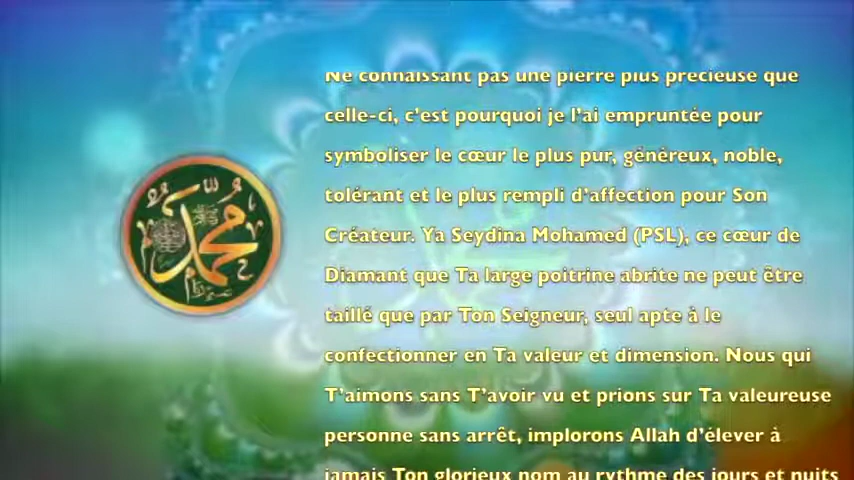 Ne connaissant pas une pierre plus précieuse que
celle-ci, c'est pourquoi je l'ai empruntée pour
symboliser le cœur le plus pur, généreux, noble,
tolérant et le plus rempli d'affection pour Son
Créateur. Ya Seydina Mohamed (PSL), ce cœur de
Diamant que Ta large poitrine abrite ne peut être
taillé que par Ton Seigneur, seul apte à le
confectionner en Ta valeur et dimension. Nous qui
T'aimons sans T'avoir vu et prions sur Ta valeureuse
personne sans arrêt, implorons Allah d'élever à
jamais Ton glorieux nom au rythme des jours et nuits
محمد